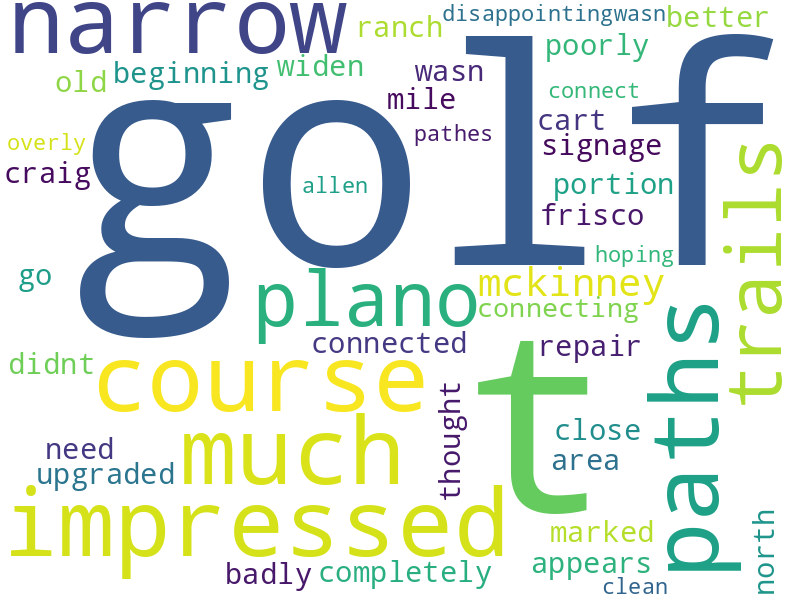 narrow
ranch
disappointingwasn
better
old
beginning
widen
wasn
poorly
mile
connect
overly
pathes
cart
craig
golf
signage
allen
portion
frisco
trails
go
hoping
plano
mckinney
connecting
connected
repair
didnt
course
t
paths
thought
much
close
need
area
upgraded
impressed
marked
north
badly
completely
appears
clean